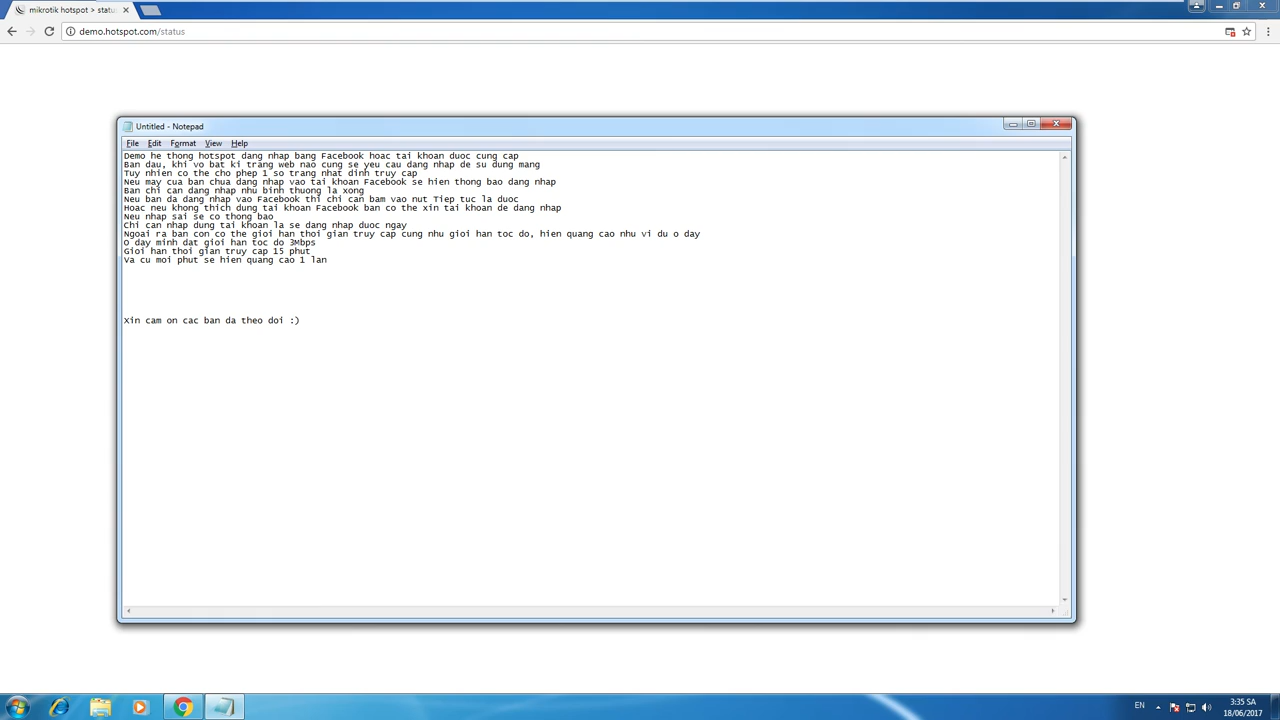 mikrotik hotspot > status
demo.hotspot.com/status
Untitled - Notepad
File Edit Format View Help
Demo he thong hotspot dang nhap bang Facebook hoac tai khoan duoc cung cap
Ban dau, khi vo bat ki trang web nao cung se yeu cau dang nhap de su dung mang
Tuy nhien co the cho phep 1 so trang nhat dinh truy cap
Neu may cua ban chua dang nhap vao tai khoan Facebook se hien thong bao dang nhap
Ban chi can dang nhap nhu binh thuong la xong
Neu ban da dang nhap vao Facebook thi chi can bam vao nut Tiep tuc la duoc
Hoac neu khong thich dung tai khoan Facebook ban co the xin tai khoan de dang nhap
Neu nhap sai se co thong bao
Chi can nhap dung tai khoan la se dang nhap duoc ngay
Ngoai ra ban con co the gioi han thoi gian truy cap cung nhu gioi han toc do, hien quang cao nhu vi du o day
O day minh dat gioi han toc do 3Mbps
Gioi han thoi gian truy cap 15 phut
Va cu moi phut se hien quang cao 1 lan
Xin cam on cac ban da theo doi :)
EN
3:35 SA
18/06/2017